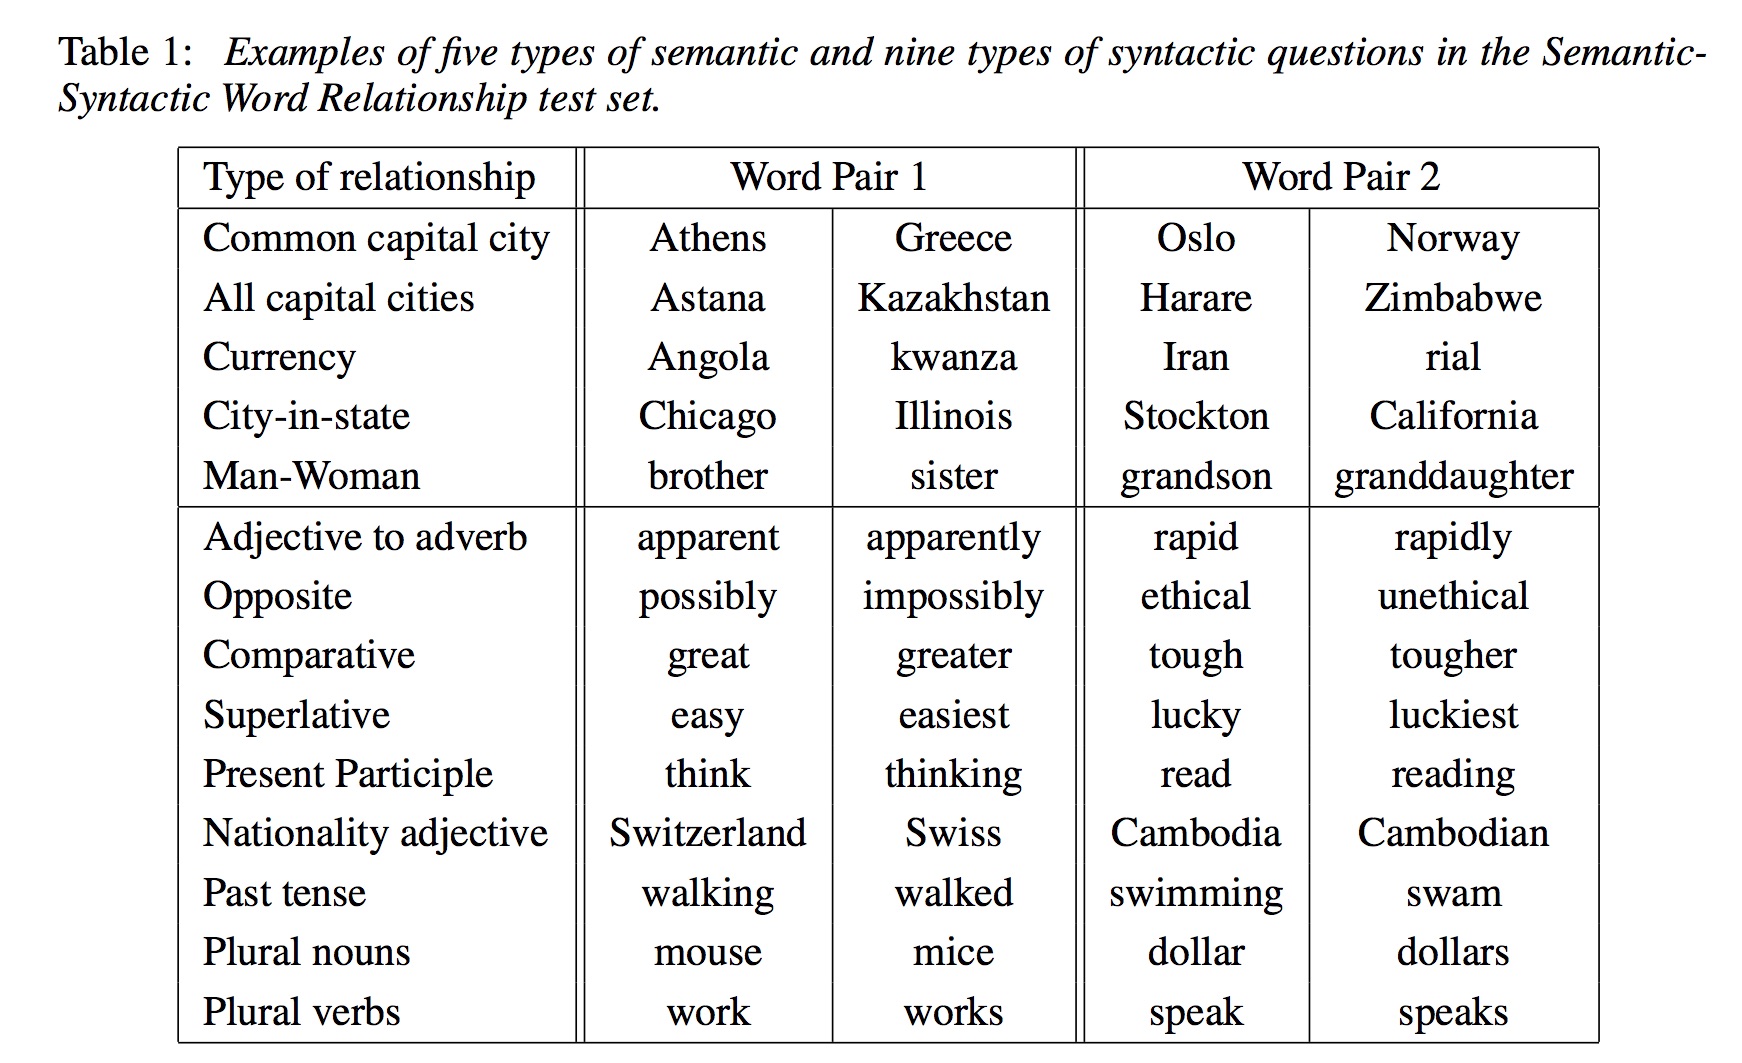 Table 1: Examples of five types of semantic and nine types of syntactic questions in the Semantic-
Syntactic Word Relationship test set.
Type of relationship Word Pair 1 Word Pair 2
Common capital city Athens Greece Oslo Norway
All capital cities Astana Kazakhstan Harare Zimbabwe
Currency Angola kwanza Iran rial
City-in-state Chicago Illinois Stockton California
Man-Woman brother sister grandson granddaughter
Adjective to adverb apparent apparently rapid rapidly
Opposite possibly impossibly ethical unethical
Comparative great greater tough tougher
Superlative easy easiest lucky luckiest
Present Participle think thinking read reading
Nationality adjective Switzerland Swiss Cambodia Cambodian
Past tense walking walked swimming swam
Plural nouns mouse mice dollar dollars
Plural verbs work works speak speaks